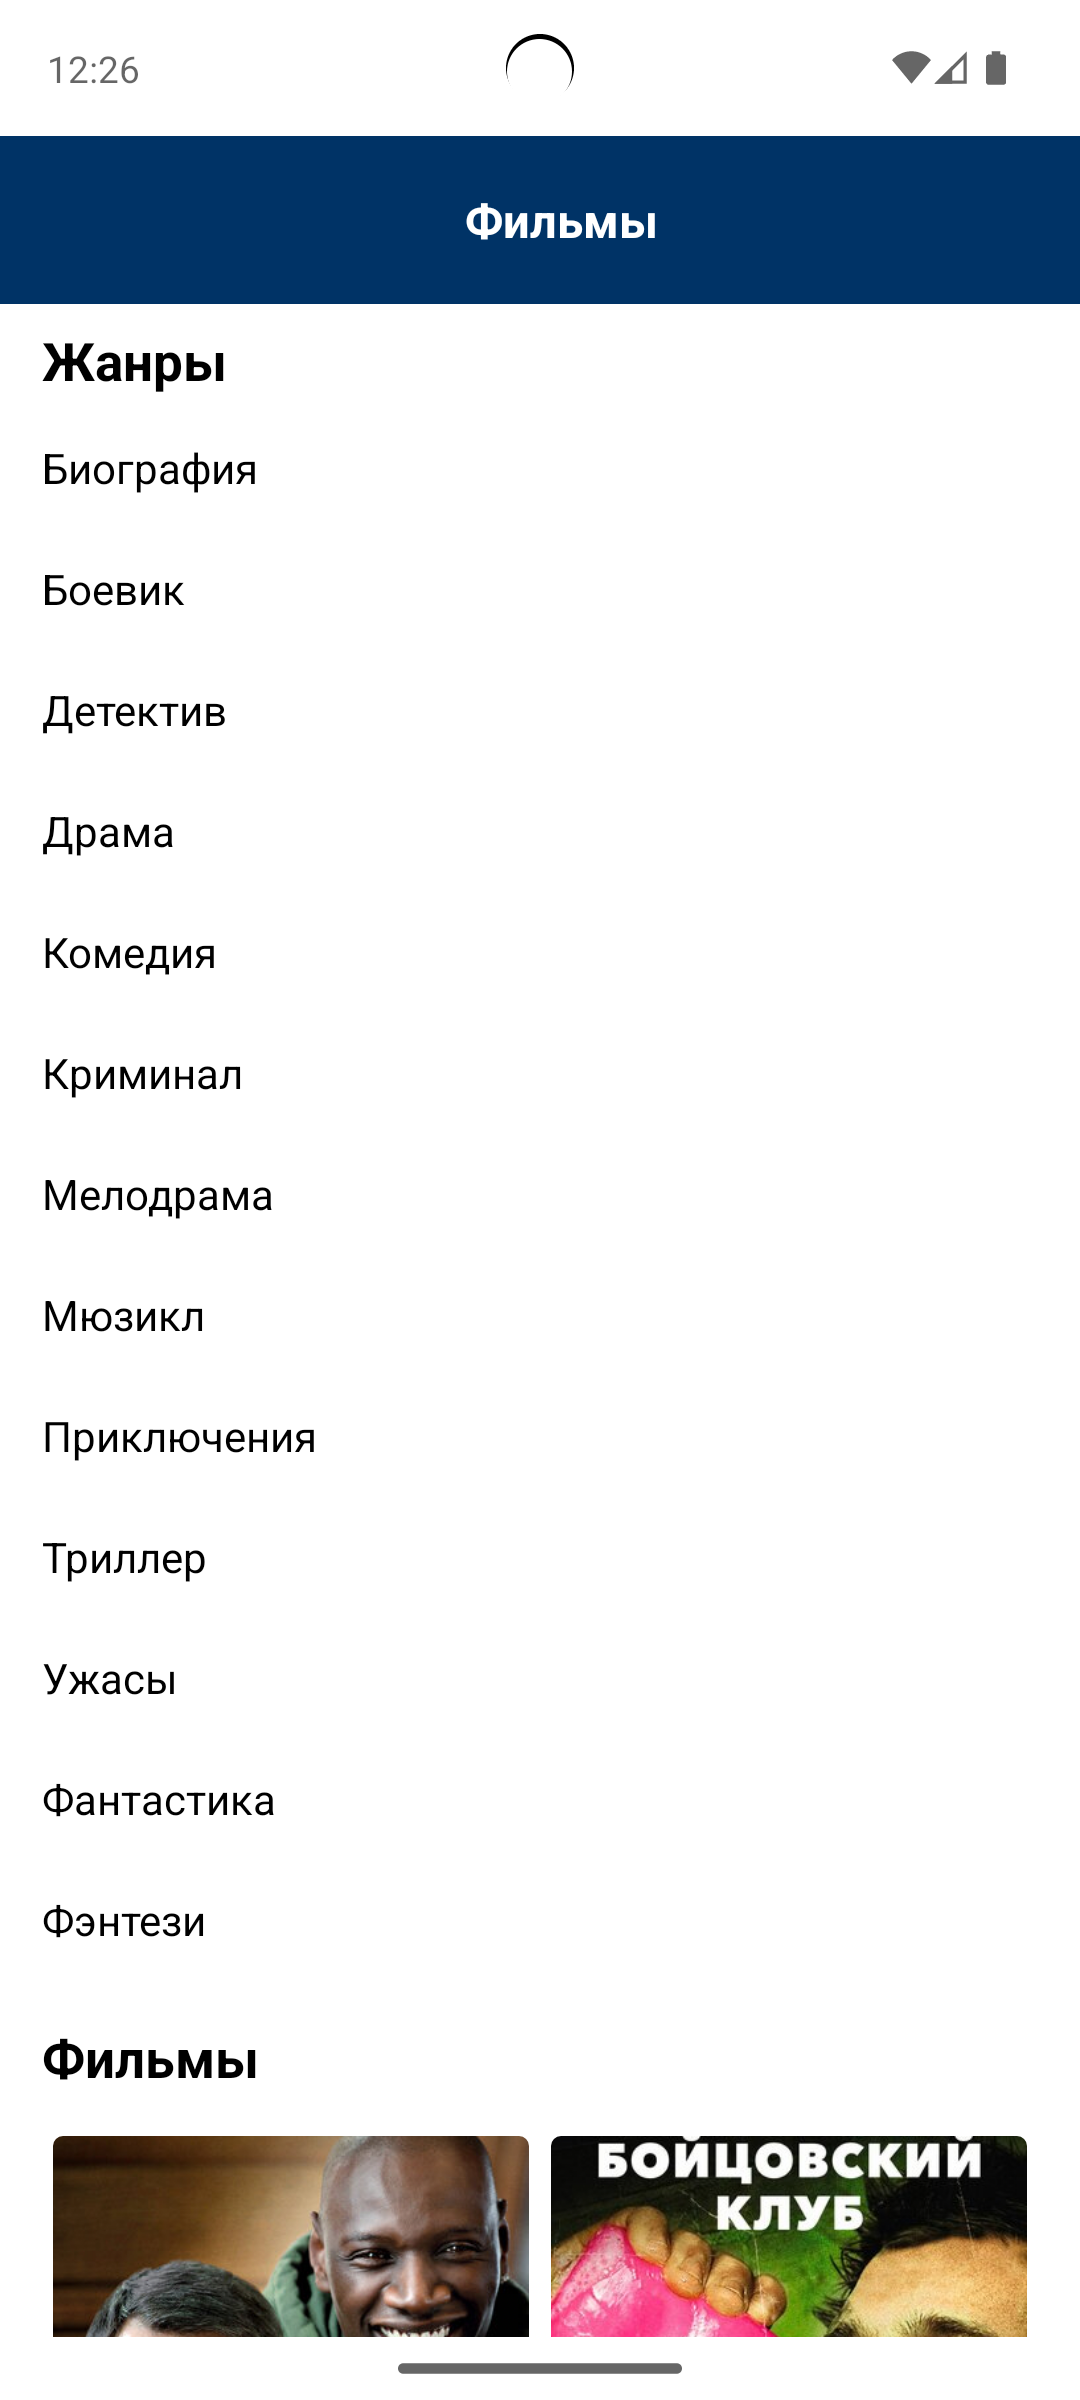 12:26
Фильмы
Жанры
Биография
Боевик
Детектив
Драма
Комедия
Криминал
Мелодрама
Мюзикл
Приключения
Триллер
Ужасы
Фантастика
Фэнтези
Фильмы
БОЙЦОВСКИЙ
КЛУБ